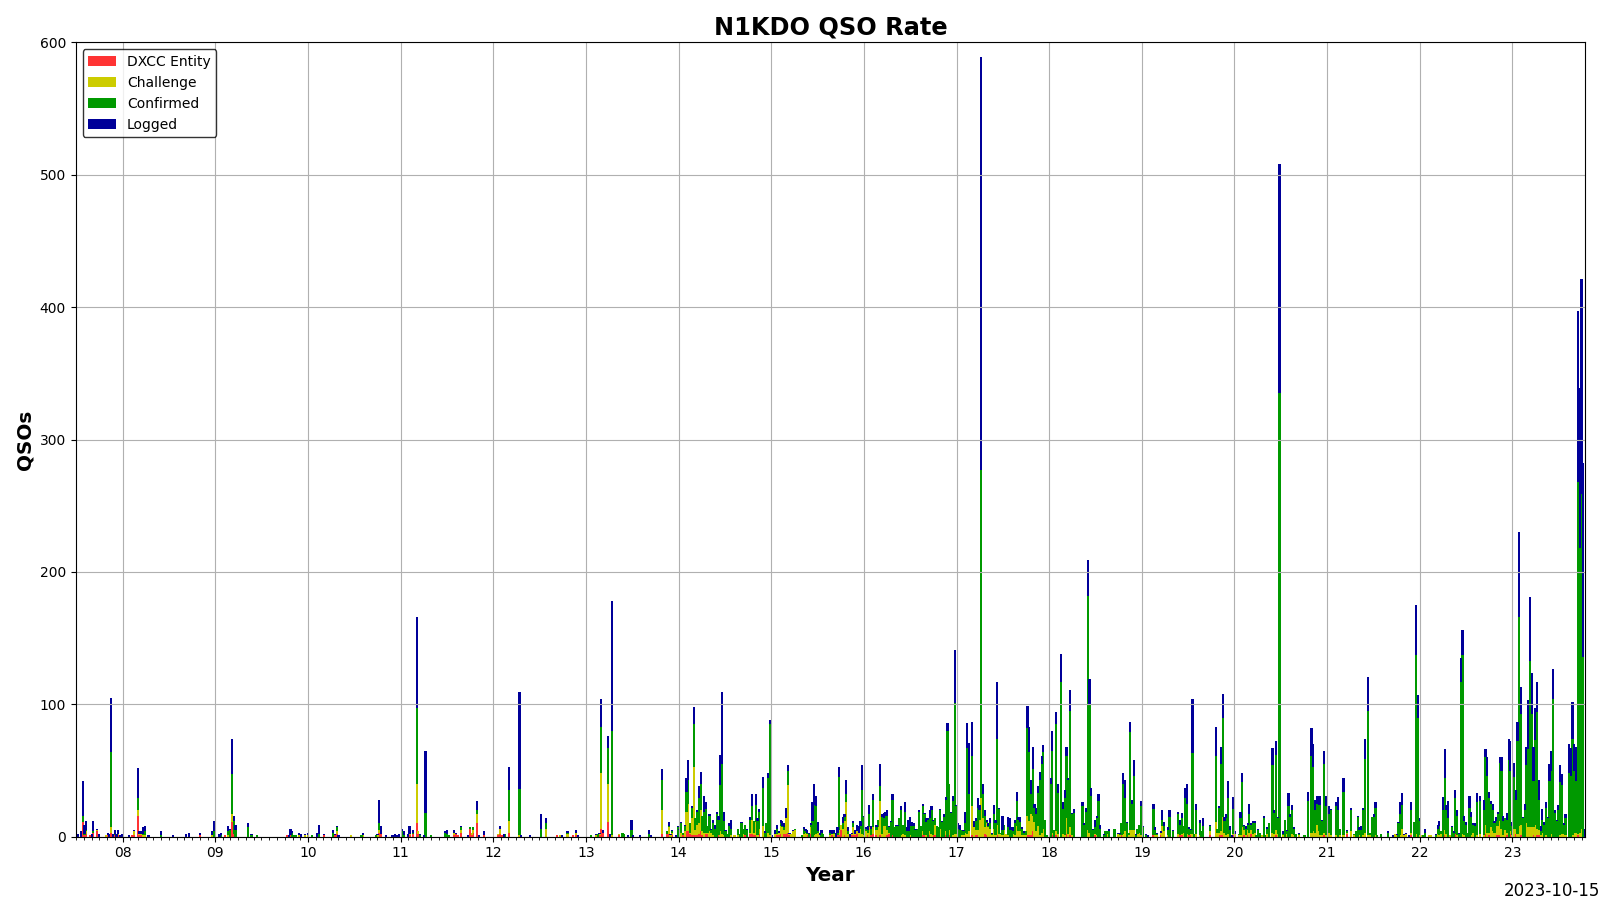 N1KDO QSO Rate
600
500
400
300
200
100
0
QSOs
DXCC Entity
Challenge
Confirmed
Logged
08 09 10 11 12 13 14 15 16 17 18 19 20 21 22 23
Year
2023-10-15